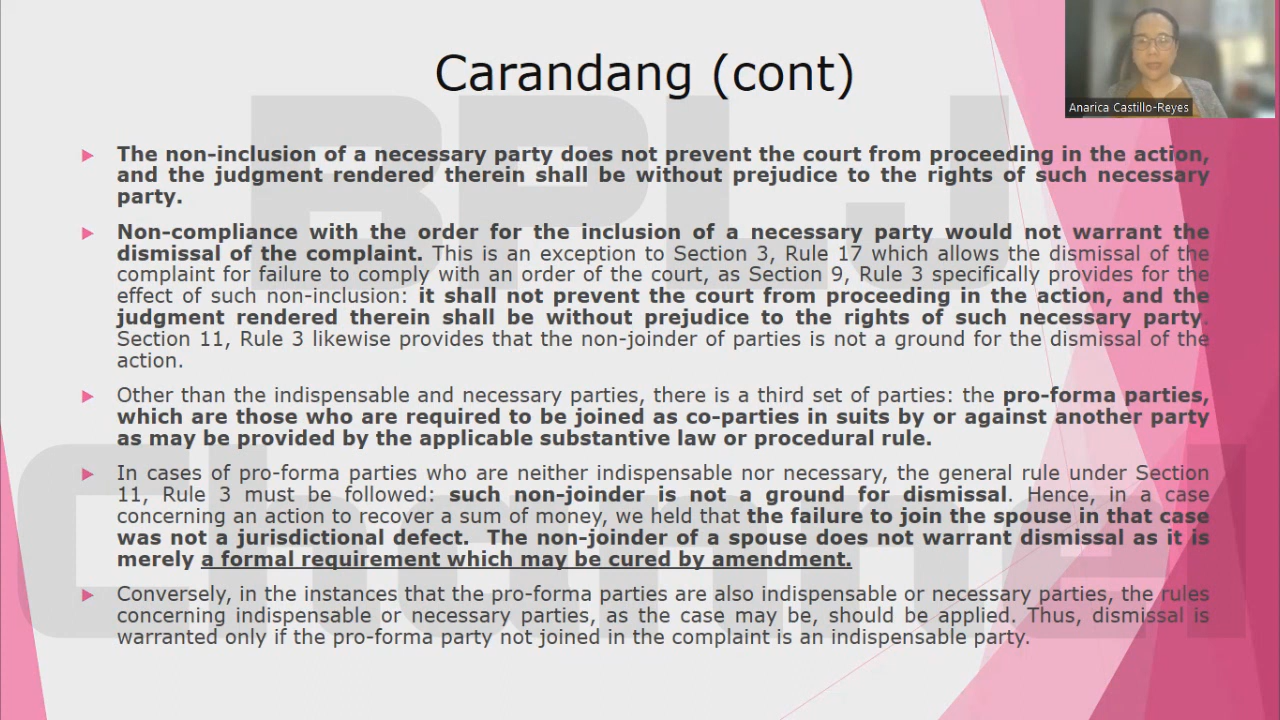 Carandang (cont)
Anarica Castillo-Reyes
The non-inclusion of a necessary party does not prevent the court from proceeding in the action,
and the judgment rendered therein shall be without prejudice to the rights of such necessary
party.
Non-compliance with the order for the inclusion of a necessary party would not warrant the
dismissal of the complaint. This is an exception to Section 3, Rule 17 which allows the dismissal of the
complaint for failure to comply with an order of the court, as Section 9, Rule 3 specifically provides for the
effect of such non-inclusion: it shall not prevent the court from proceeding in the action, and the
judgment rendered therein shall be without prejudice to the rights of such necessary party.
Section 11, Rule 3 likewise provides that the non-joinder of parties is not a ground for the dismissal of the
action.
Other than the indispensable and necessary parties, there is a third set of parties: the pro-forma parties,
which are those who are required to be joined as co-parties in suits by or against another party
as may be provided by the applicable substantive law or procedural rule.
In cases of pro-forma parties who are neither indispensable nor necessary, the general rule under Section
11, Rule 3 must be followed: such non-joinder is not a ground for dismissal. Hence, in a case
concerning an action to recover a sum of money, we held that the failure to join the spouse in that case
was not a jurisdictional defect. The non-joinder of a spouse does not warrant dismissal as it is
merely a formal requirement which may be cured by amendment.
Conversely, in the instances that the pro-forma parties are also indispensable or necessary parties, the rules
concerning indispensable or necessary parties, as the case may be, should be applied. Thus, dismissal is
warranted only if the pro-forma party not joined in the complaint is an indispensable party.
BPLJ
Channel